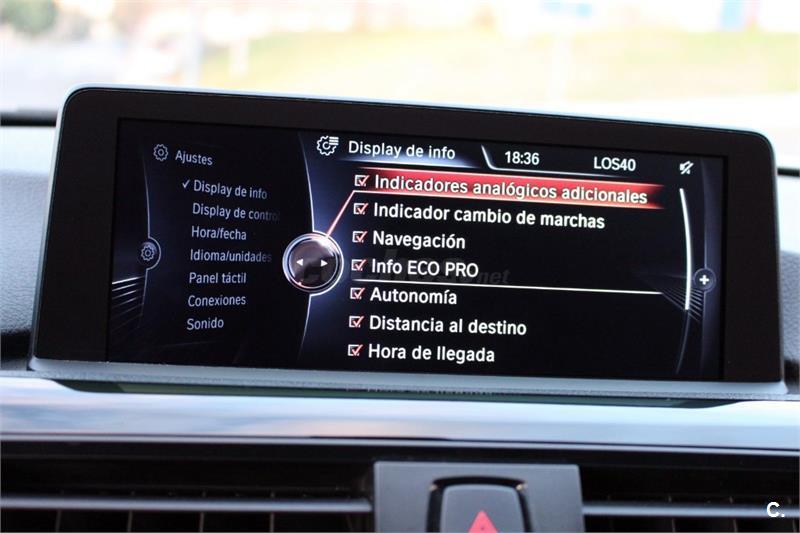 Ajustes
Display de info
Display de contro
Hora/fecha
Idioma/unidades
Panel táctil
Conexiones
Sonido
Display de info
18:36
LOS40
Indicadores analógicos adicionales
Indicador cambio de marchas
Navegación
Info ECO PRO
Autonomía
Distancia al destino
Hora de llegada
C.